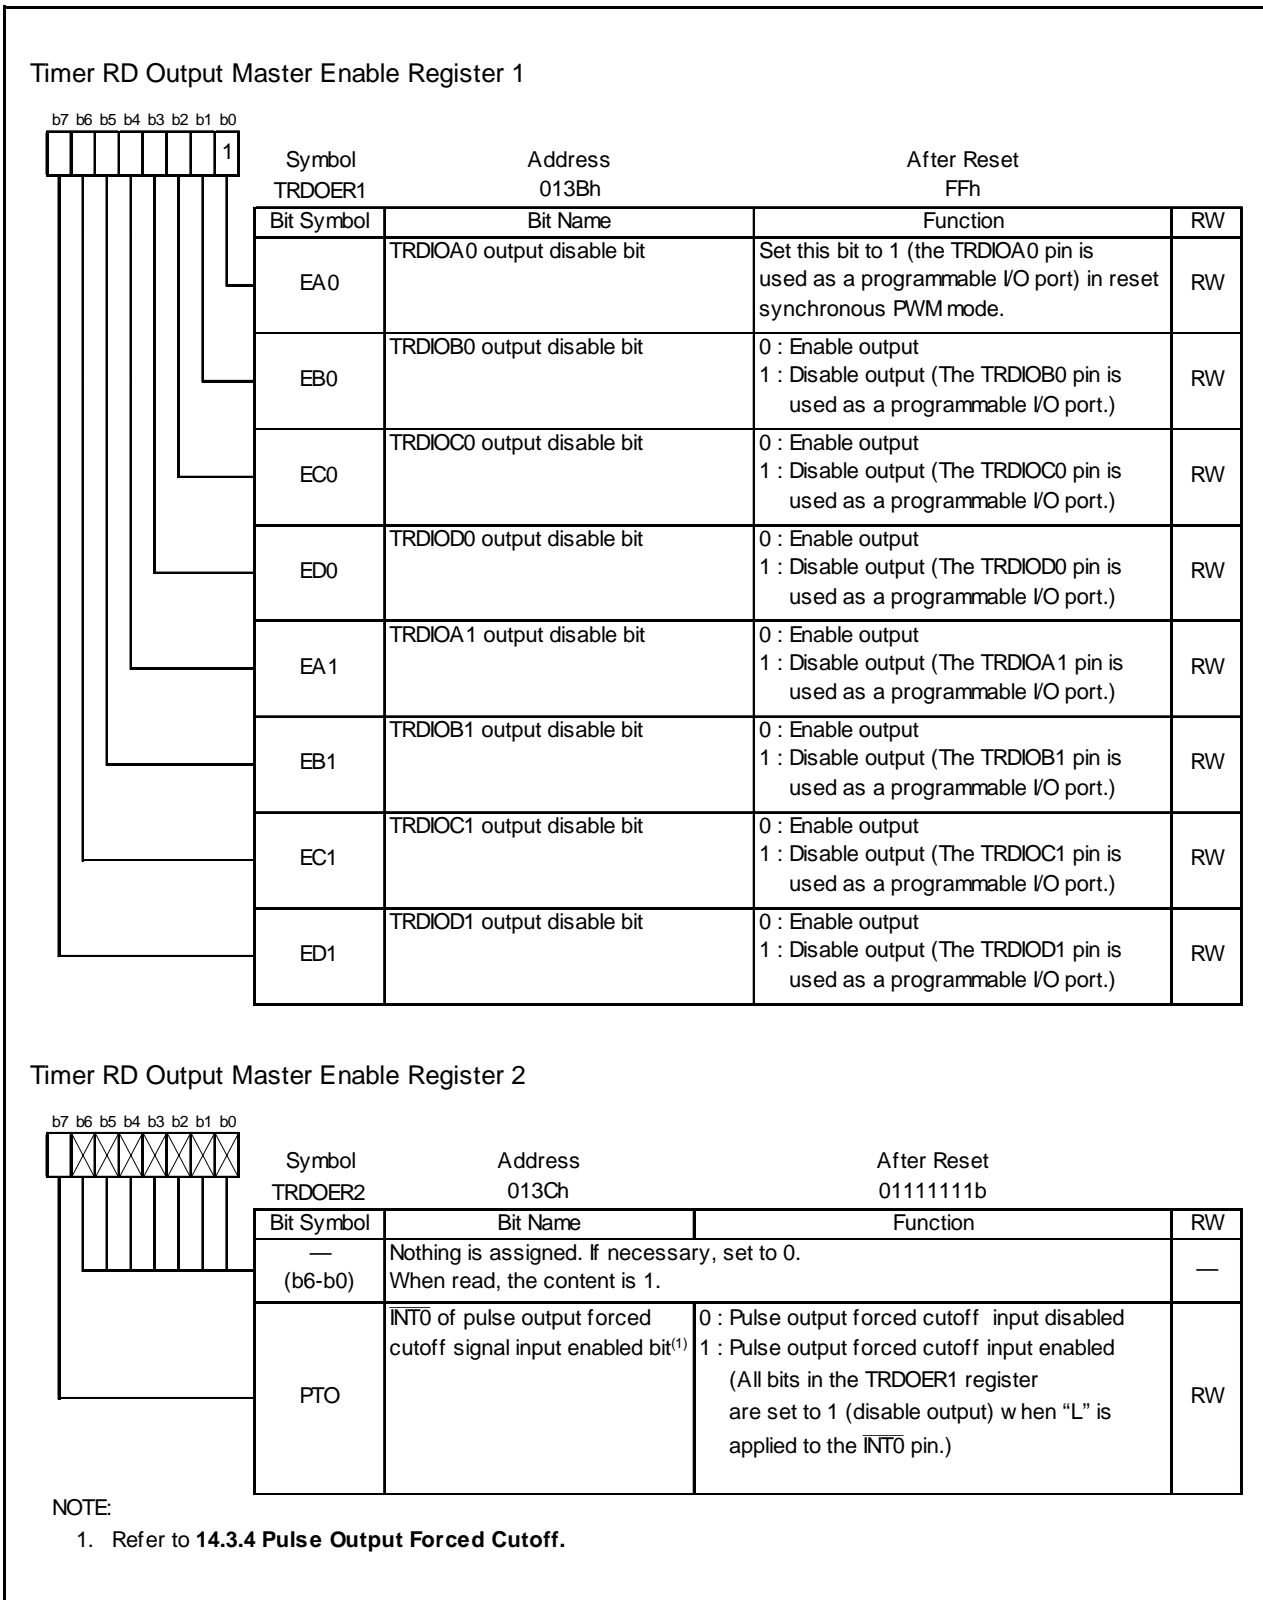 Timer RD Output Master Enable Register 1
b7 b6 b5 b4 b3 b2 b1 b0
1
Symbol Address After Reset
TRDOER1 013Bh FFh
Bit Symbol Bit Name Function RW
EA0 TRDIOA0 output disable bit Set this bit to 1 (the TRDIOA0 pin is
used as a programmable I/O port) in reset
synchronous PWM mode. RW
EB0 TRDIOB0 output disable bit 0 : Enable output
1 : Disable output (The TRDIOB0 pin is
used as a programmable I/O port.) RW
EC0 TRDIOC0 output disable bit 0 : Enable output
1 : Disable output (The TRDIOC0 pin is
used as a programmable I/O port.) RW
ED0 TRDIOD0 output disable bit 0 : Enable output
1 : Disable output (The TRDIOD0 pin is
used as a programmable I/O port.) RW
EA1 TRDIOA1 output disable bit 0 : Enable output
1 : Disable output (The TRDIOA1 pin is
used as a programmable I/O port.) RW
EB1 TRDIOB1 output disable bit 0 : Enable output
1 : Disable output (The TRDIOB1 pin is
used as a programmable I/O port.) RW
EC1 TRDIOC1 output disable bit 0 : Enable output
1 : Disable output (The TRDIOC1 pin is
used as a programmable I/O port.) RW
ED1 TRDIOD1 output disable bit 0 : Enable output
1 : Disable output (The TRDIOD1 pin is
used as a programmable I/O port.) RW
Timer RD Output Master Enable Register 2
b7 b6 b5 b4 b3 b2 b1 b0
Symbol Address After Reset
TRDOER2 013Ch 01111111b
Bit Symbol Bit Name Function RW
— Nothing is assigned. If necessary, set to 0.
(b6-b0) When read, the content is 1. —
INT0 of pulse output forced 0 : Pulse output forced cutoff input disabled
cutoff signal input enabled bit(1) 1 : Pulse output forced cutoff input enabled
(All bits in the TRDOER1 register
PTO are set to 1 (disable output) when “L” is RW
applied to the INT0 pin.)
NOTE:
1. Refer to 14.3.4 Pulse Output Forced Cutoff.